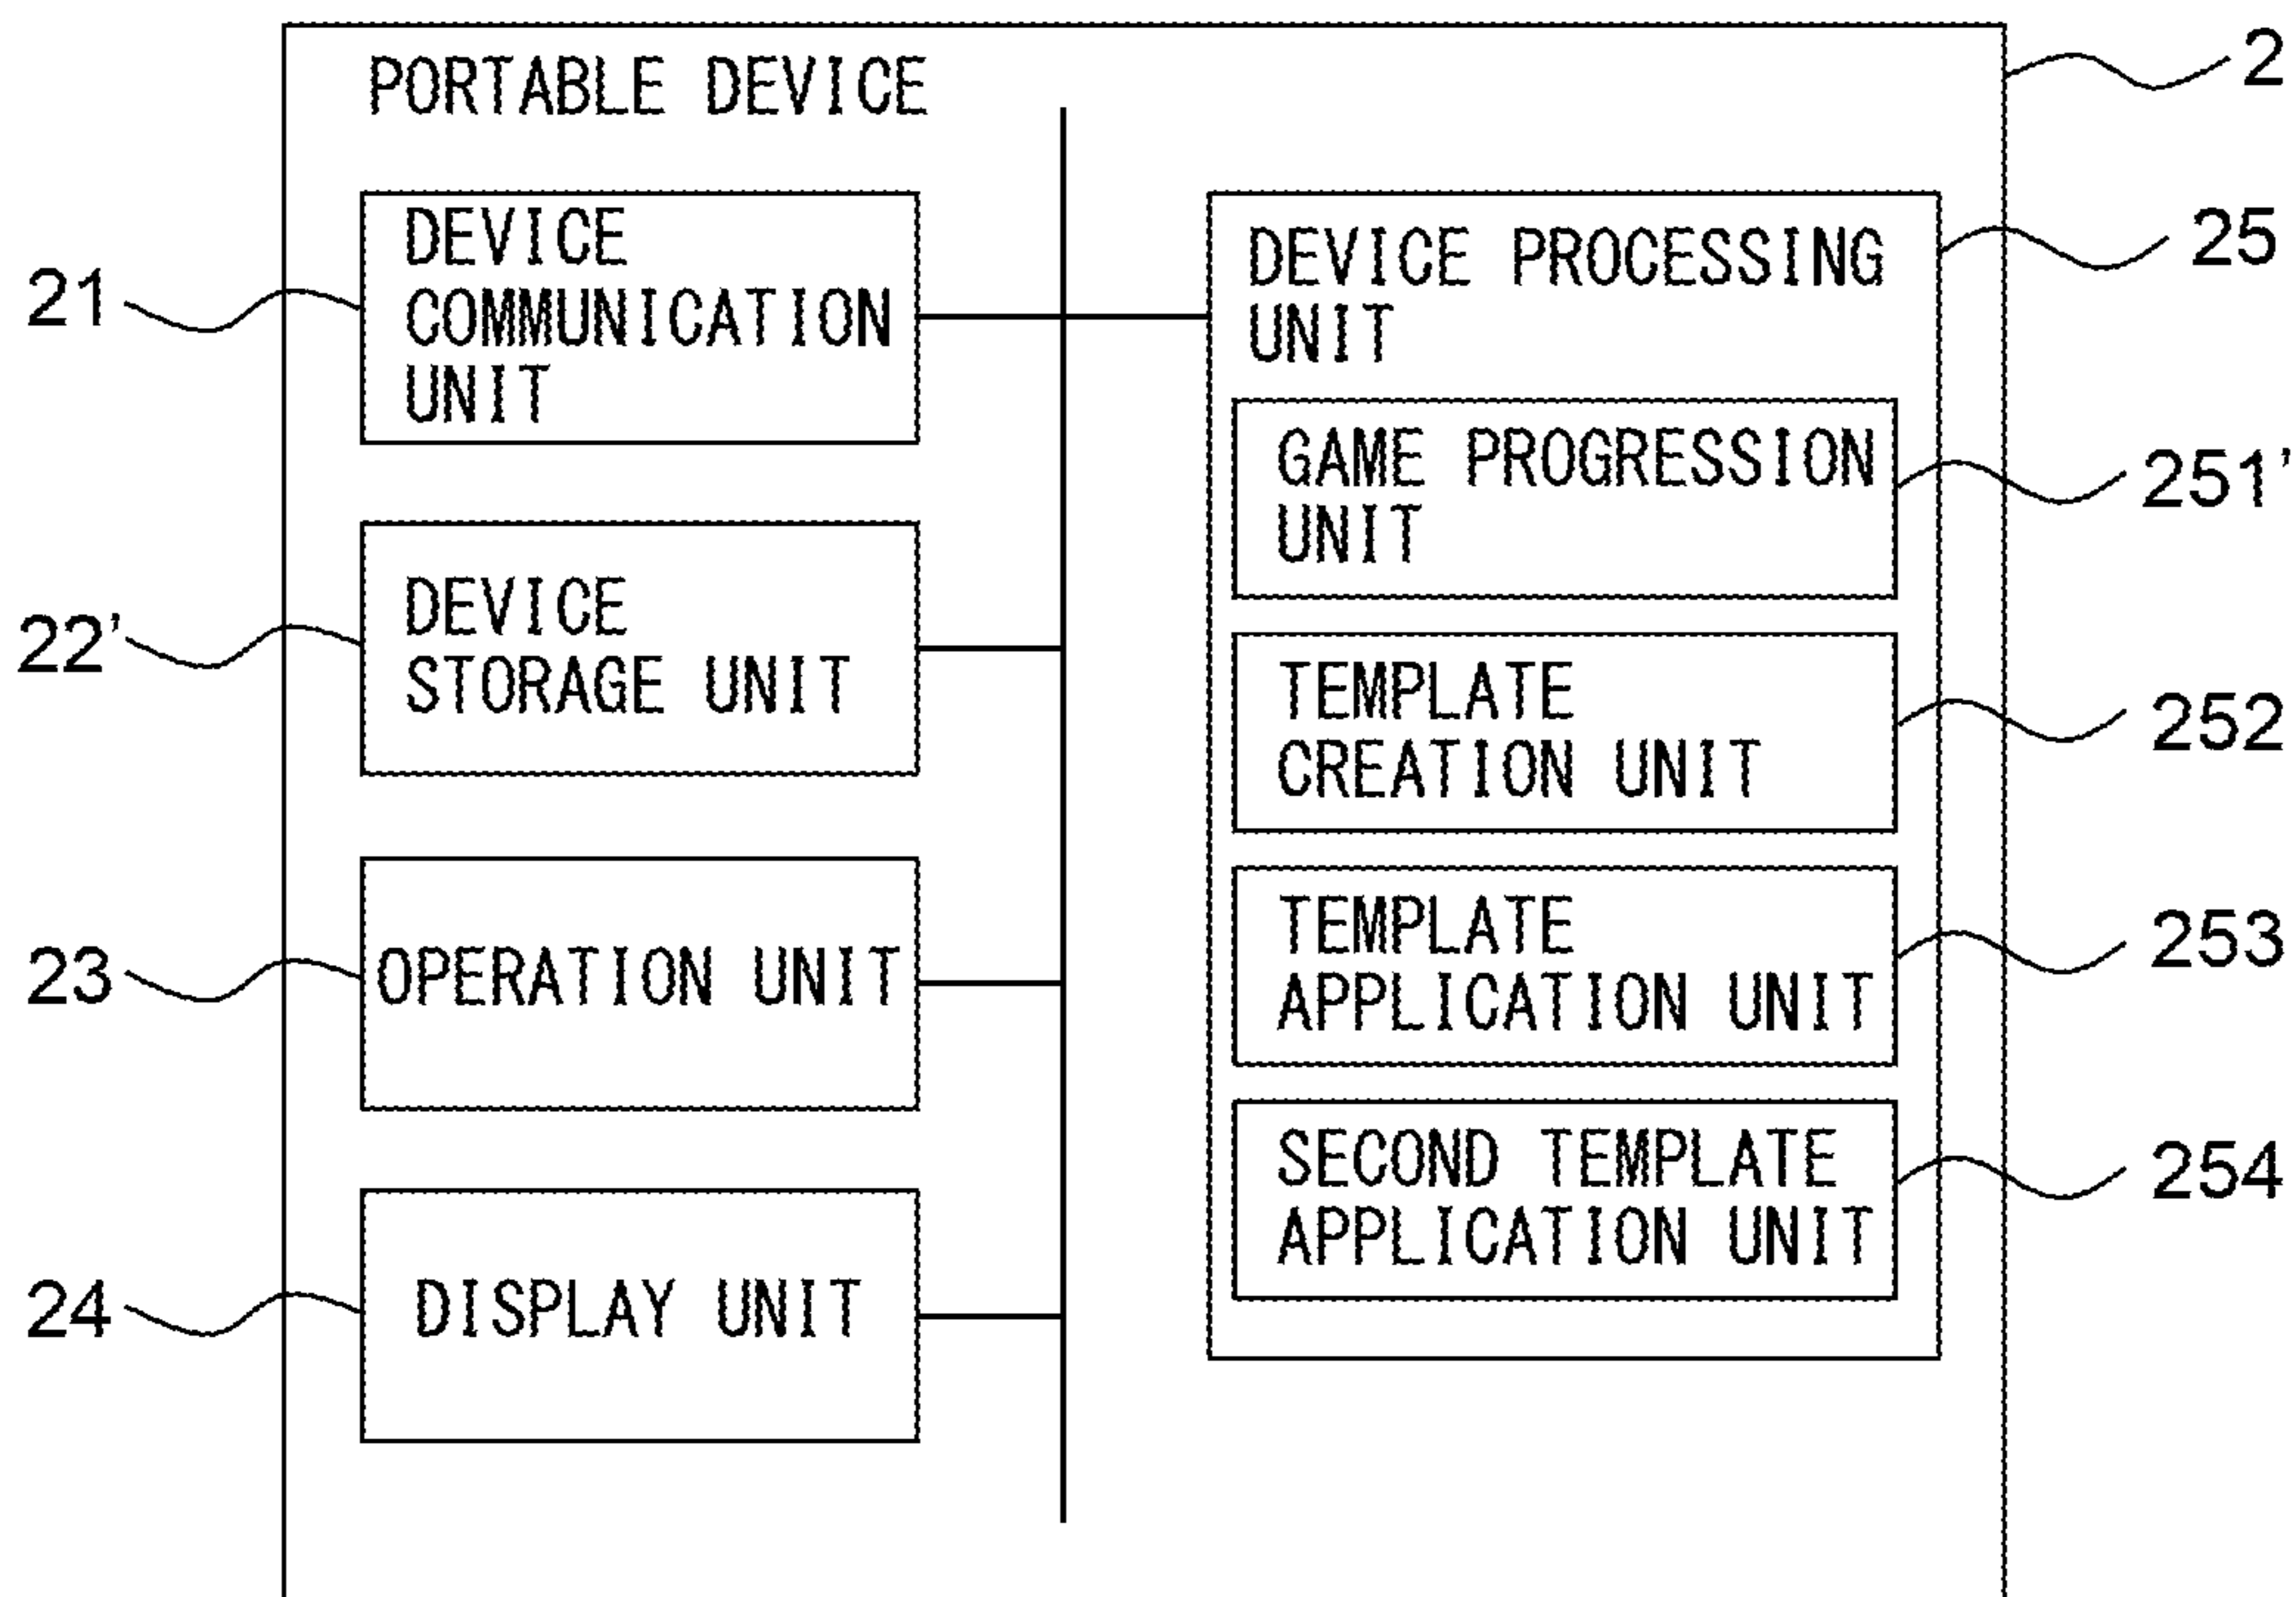 PORTABLE DEVICE
2
21
DEVICE
COMMUNICATION
UNIT
22'
DEVICE
STORAGE UNIT
23
OPERATION UNIT
24
DISPLAY UNIT
DEVICE PROCESSING
UNIT
25
GAME PROGRESSION
UNIT
251'
TEMPLATE
CREATION UNIT
252
TEMPLATE
APPLICATION UNIT
253
SECOND TEMPLATE
APPLICATION UNIT
254